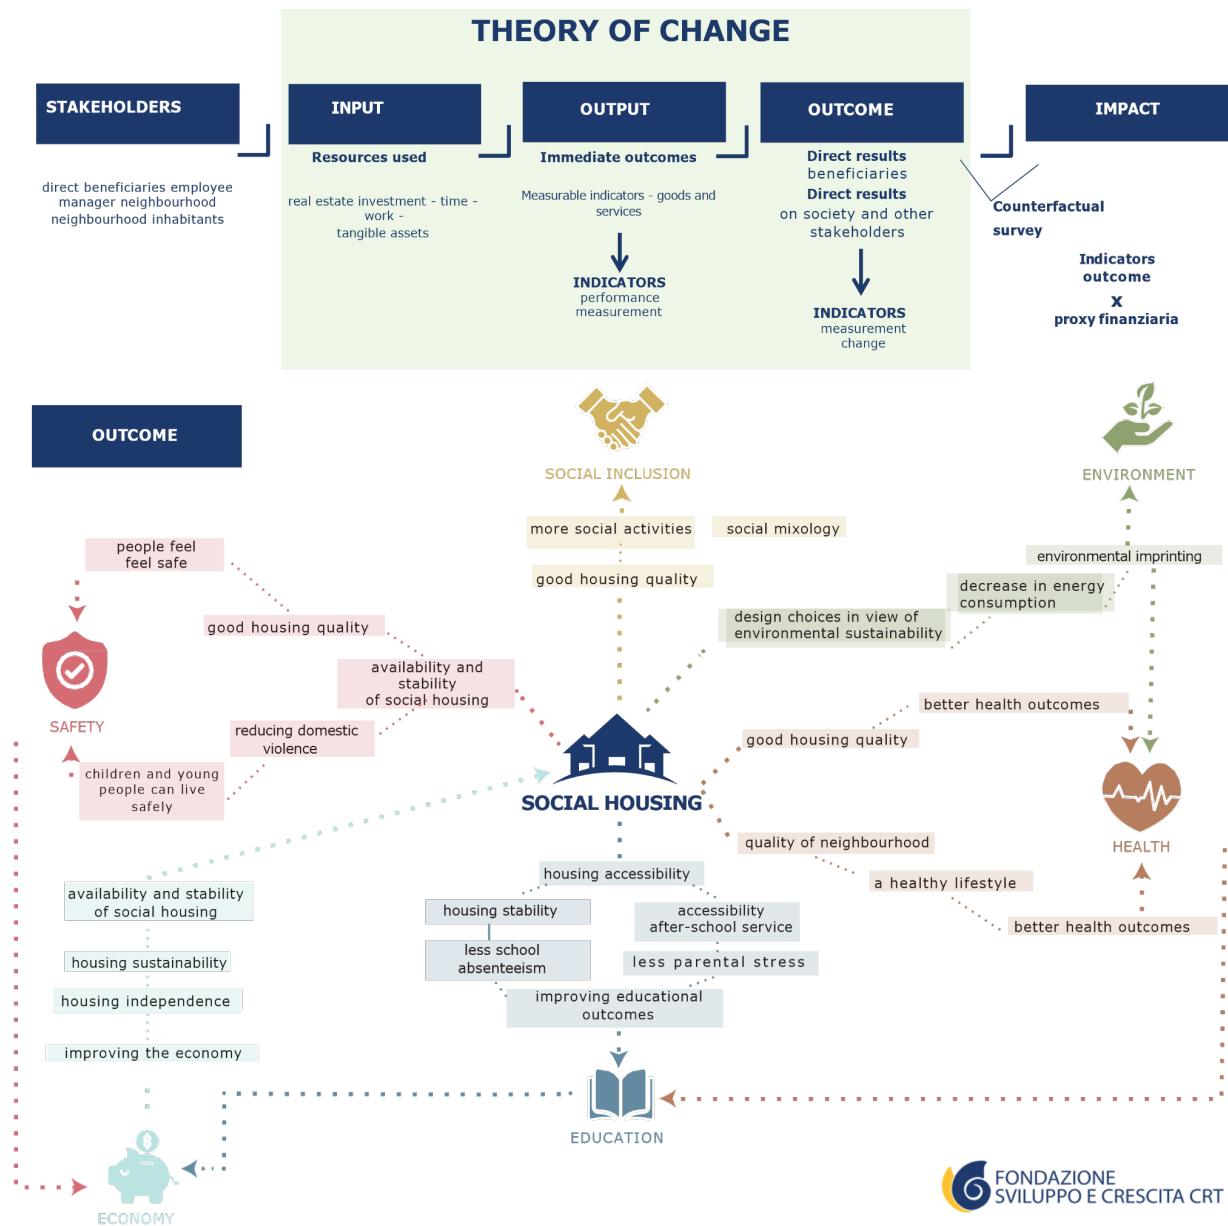 THEORY OF CHANGE
STAKEHOLDERS
direct beneficiaries employee
manager neighbourhood
neighbourhood inhabitants
INPUT
Resources used
real estate investment - time -
work -
tangible assets
OUTPUT
Immediate outcomes
Measurable indicators - goods and
services
INDICATORS
performance
measurement
OUTCOME
Direct results
beneficiaries
Direct results
on society and other
stakeholders
INDICATORS
measurement
change
IMPACT
Counterfactual
survey
Indicators
outcome
X
proxy finanziaria
OUTCOME
SOCIAL INCLUSION
more social activities
social mixology
good housing quality
ENVIRONMENT
environmental imprinting
decrease in energy
consumption
design choices in view of
environmental sustainability
people feel
feel safe
good housing quality
availability and
stability
of social housing
SAFETY
reducing domestic
violence
children and young
people can live
safely
SOCIAL HOUSING
better health outcomes
good housing quality
HEALTH
quality of neighbourhood
a healthy lifestyle
better health outcomes
availability and stability
of social housing
housing sustainability
housing independence
improving the economy
ECONOMY
housing accessibility
housing stability
less school
absenteeism
accessibility
after-school service
less parental stress
improving educational
outcomes
EDUCATION
FONDAZIONE
SVILUPPO E CRESCITA CRT